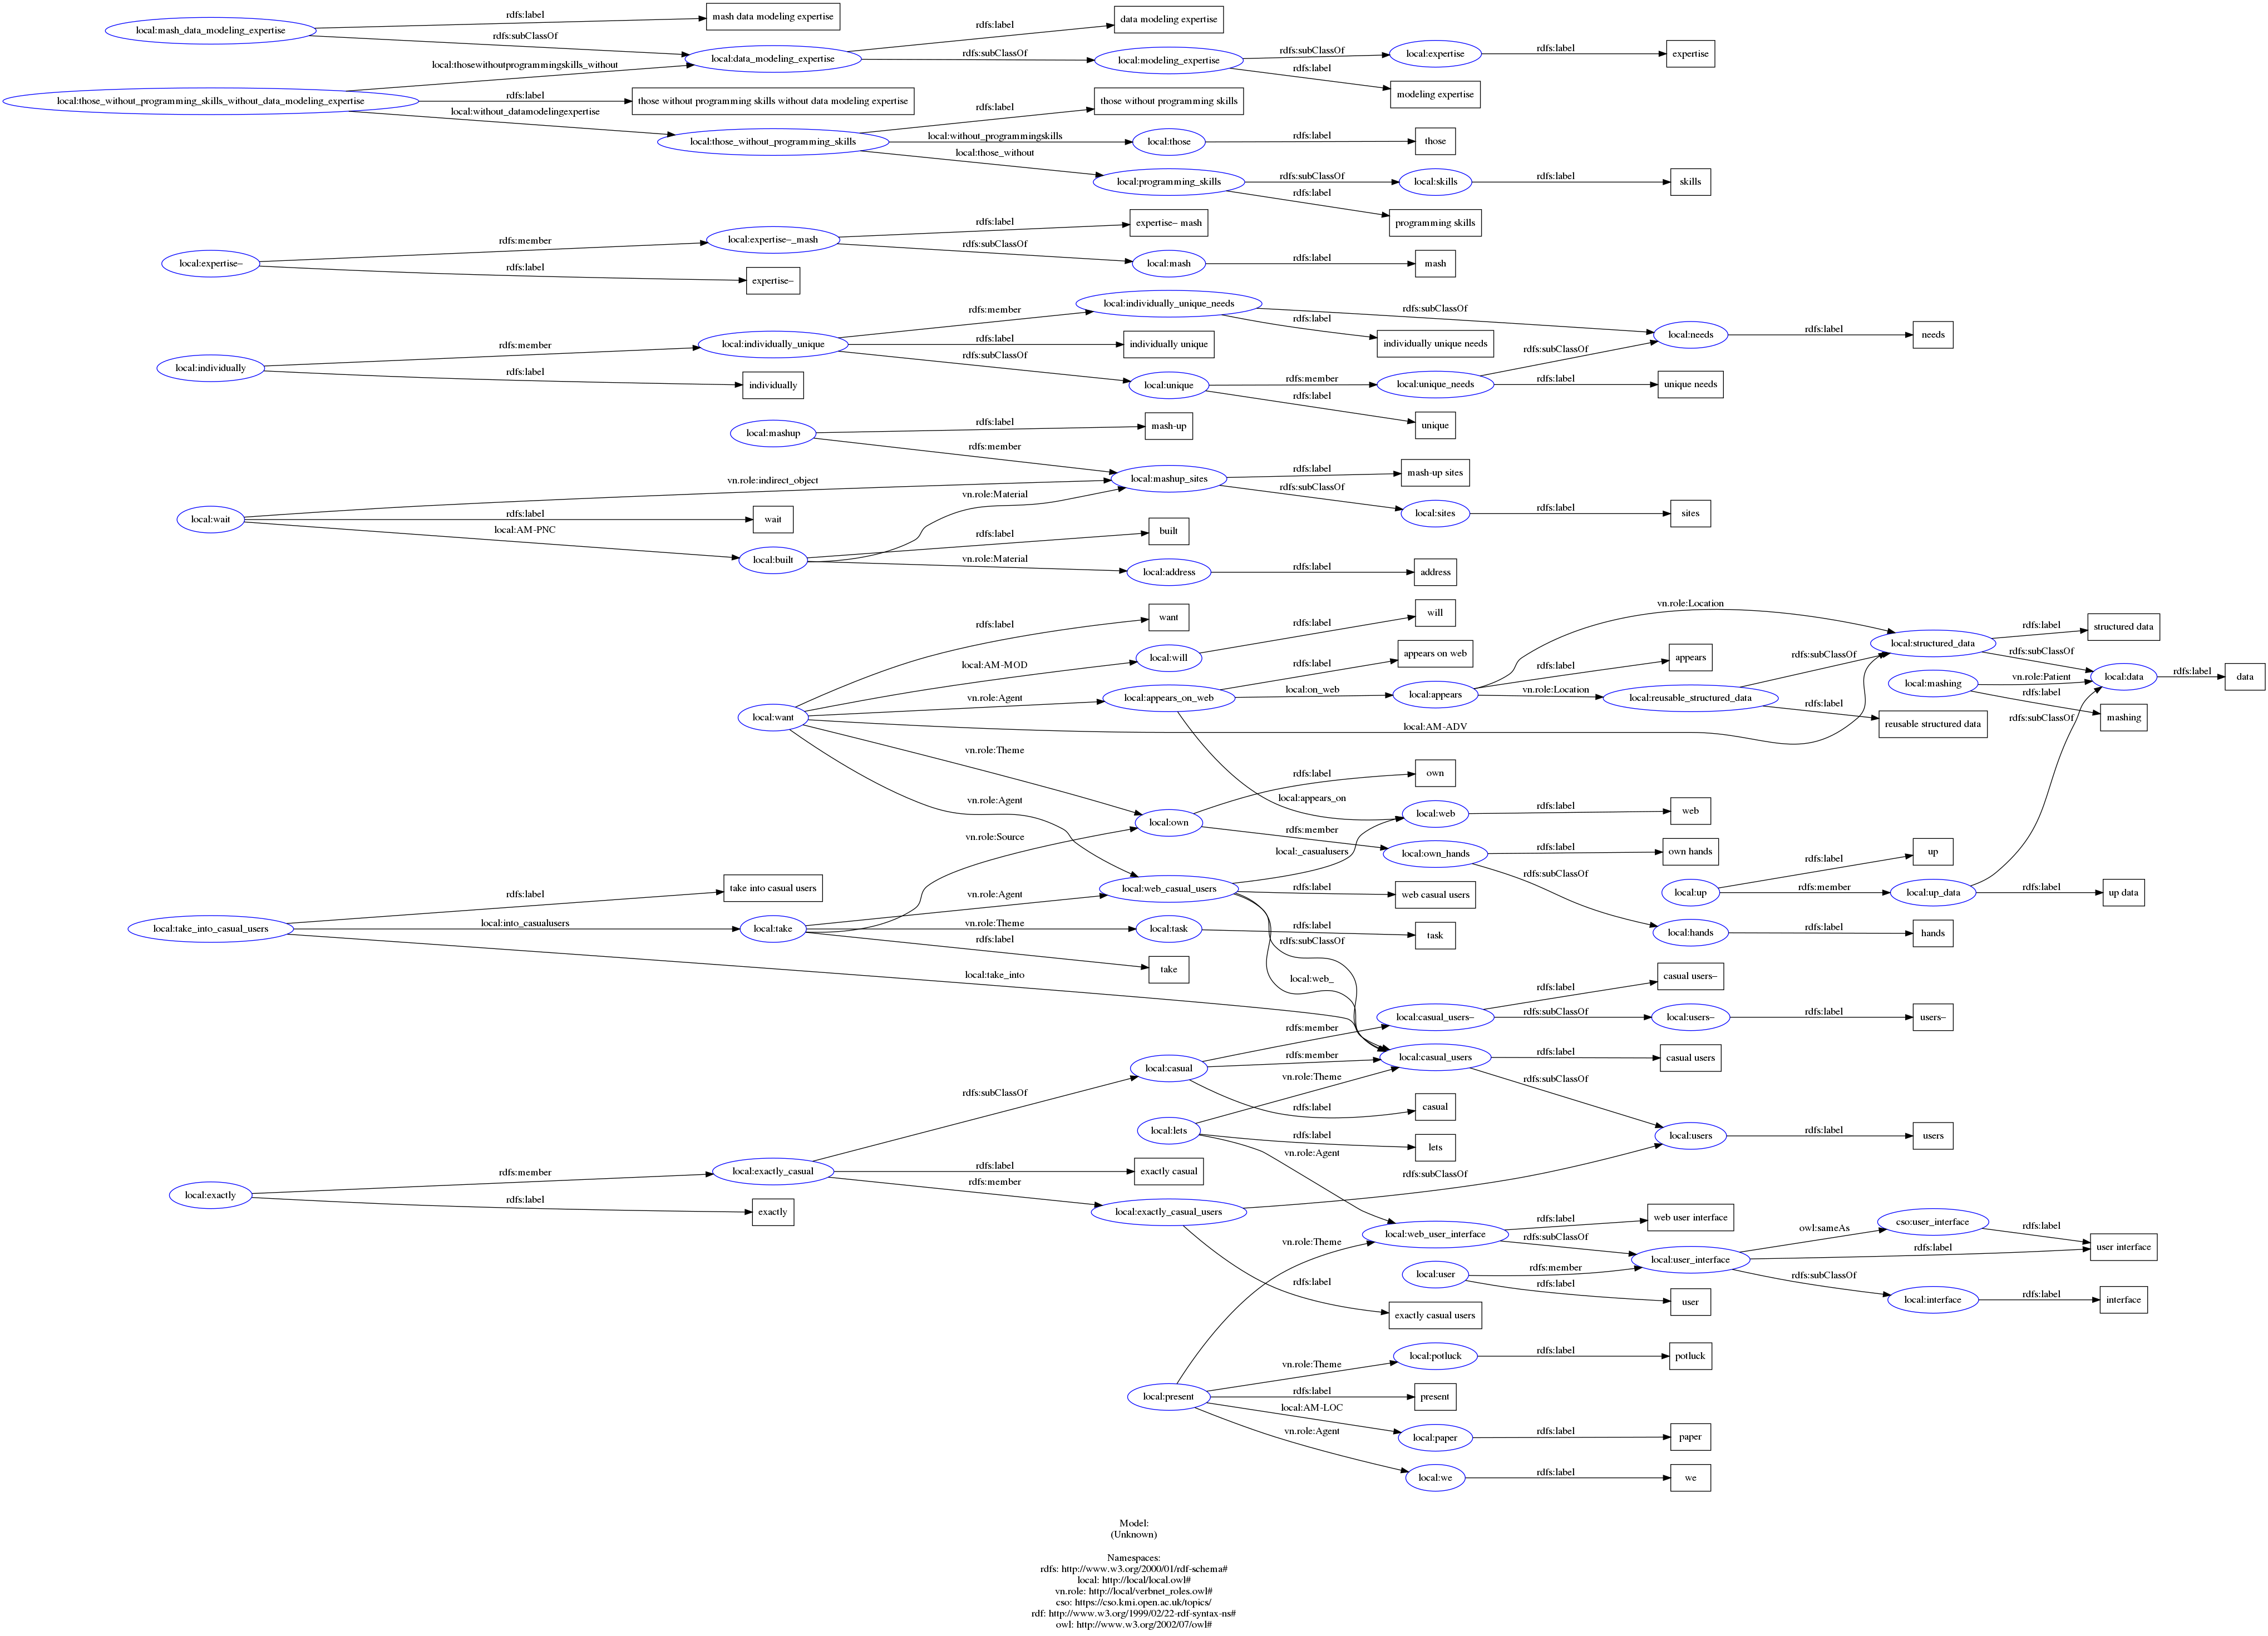 rdfs:label
mash data modeling expertise
local:mash_data_modeling_expertise
rdfs:subClassOf
rdfs:label
data modeling expertise
local:data_modeling_expertise
rdfs:subClassOf
local:modeling_expertise
rdfs:subClassOf
local:expertise
rdfs:label
expertise
rdfs:label
modeling expertise
local:thosewithoutprogrammingskills_without
local:those_without_programming_skills_without_data_modeling_expertise
rdfs:label
those without programming skills without data modeling expertise
local:without_datamodelingexpertise
rdfs:label
those without programming skills
local:those_without_programming_skills
local:without_programmingskills
local:those
rdfs:label
those
local:those_without
local:programming_skills
rdfs:subClassOf
local:skills
rdfs:label
skills
rdfs:label
programming skills
local:expertise–
rdfs:member
local:expertise–_mash
rdfs:label
expertise– mash
rdfs:subClassOf
local:mash
rdfs:label
mash
rdfs:label
expertise–
local:individually
rdfs:member
local:individually_unique
rdfs:member
local:individually_unique_needs
rdfs:subClassOf
local:needs
rdfs:label
needs
rdfs:label
individually unique needs
rdfs:label
individually unique
rdfs:subClassOf
local:unique
rdfs:member
local:unique_needs
rdfs:subClassOf
rdfs:label
unique needs
rdfs:label
unique
rdfs:label
individually
local:mashup
rdfs:label
mash-up
rdfs:member
local:mashup_sites
rdfs:label
mash-up sites
rdfs:subClassOf
local:sites
rdfs:label
sites
local:wait
vn.role:indirect_object
rdfs:label
wait
local:AM-PNC
local:built
vn.role:Material
rdfs:label
built
vn.role:Material
local:address
rdfs:label
address
local:want
rdfs:label
want
local:AM-MOD
local:will
rdfs:label
will
vn.role:Agent
local:appears_on_web
rdfs:label
appears on web
local:on_web
local:appears
vn.role:Location
rdfs:label
appears
vn.role:Location
local:reusable_structured_data
rdfs:subClassOf
local:structured_data
rdfs:label
structured data
rdfs:subClassOf
local:data
rdfs:label
data
rdfs:label
reusable structured data
local:mashing
vn.role:Patient
rdfs:label
mashing
rdfs:subClassOf
local:AM-ADV
vn.role:Theme
local:own
rdfs:label
own
local:appears_on
local:web
rdfs:label
web
rdfs:member
local:own_hands
rdfs:label
own hands
rdfs:subClassOf
local:hands
rdfs:label
hands
vn.role:Agent
vn.role:Source
local:_casualusers
local:up
rdfs:label
up
rdfs:member
local:up_data
rdfs:label
up data
local:take_into_casual_users
rdfs:label
take into casual users
local:into_casualusers
local:take
vn.role:Agent
local:web_casual_users
rdfs:label
web casual users
vn.role:Theme
local:task
rdfs:label
task
rdfs:label
take
local:take_into
rdfs:subClassOf
local:web_
local:casual_users–
rdfs:label
casual users–
rdfs:subClassOf
local:users–
rdfs:label
users–
local:casual
rdfs:member
rdfs:member
local:casual_users
rdfs:label
casual users
rdfs:subClassOf
local:users
rdfs:label
users
rdfs:label
casual
local:lets
vn.role:Theme
rdfs:label
lets
vn.role:Agent
local:exactly
rdfs:member
local:exactly_casual
rdfs:subClassOf
rdfs:label
exactly casual
rdfs:member
local:exactly_casual_users
rdfs:subClassOf
rdfs:label
exactly casual users
rdfs:label
exactly
vn.role:Theme
local:web_user_interface
rdfs:label
web user interface
rdfs:subClassOf
local:user_interface
owl:sameAs
cso:user_interface
rdfs:label
user interface
rdfs:label
rdfs:subClassOf
local:interface
rdfs:label
interface
local:user
rdfs:member
rdfs:label
user
local:present
vn.role:Theme
local:potluck
rdfs:label
potluck
rdfs:label
present
local:AM-LOC
local:paper
rdfs:label
paper
vn.role:Agent
local:we
rdfs:label
we
Model:
(Unknown)
Namespaces:
rdfs: http://www.w3.org/2000/01/rdf-schema#
local: http://local/local.owl#
vn.role: http://local/verbnet_roles.owl#
cso: https://cso.kmi.open.ac.uk/topics/
rdf: http://www.w3.org/1999/02/22-rdf-syntax-ns#
owl: http://www.w3.org/2002/07/owl#